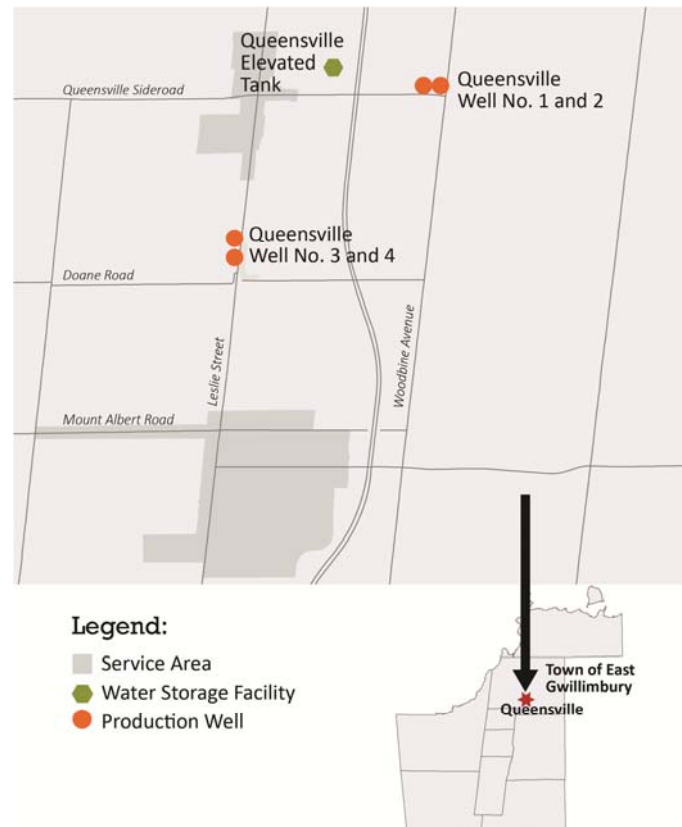 Queensville
Elevated
Tank
Queensville Sideroad
Queensville
Well No. 1 and 2
Queensville
Well No. 3 and 4
Doane Road
Leslie Street
Woodbine Avenue
Mount Albert Road
Legend:
Service Area
Water Storage Facility
Production Well
Town of East
Gwillimbury
Queensville